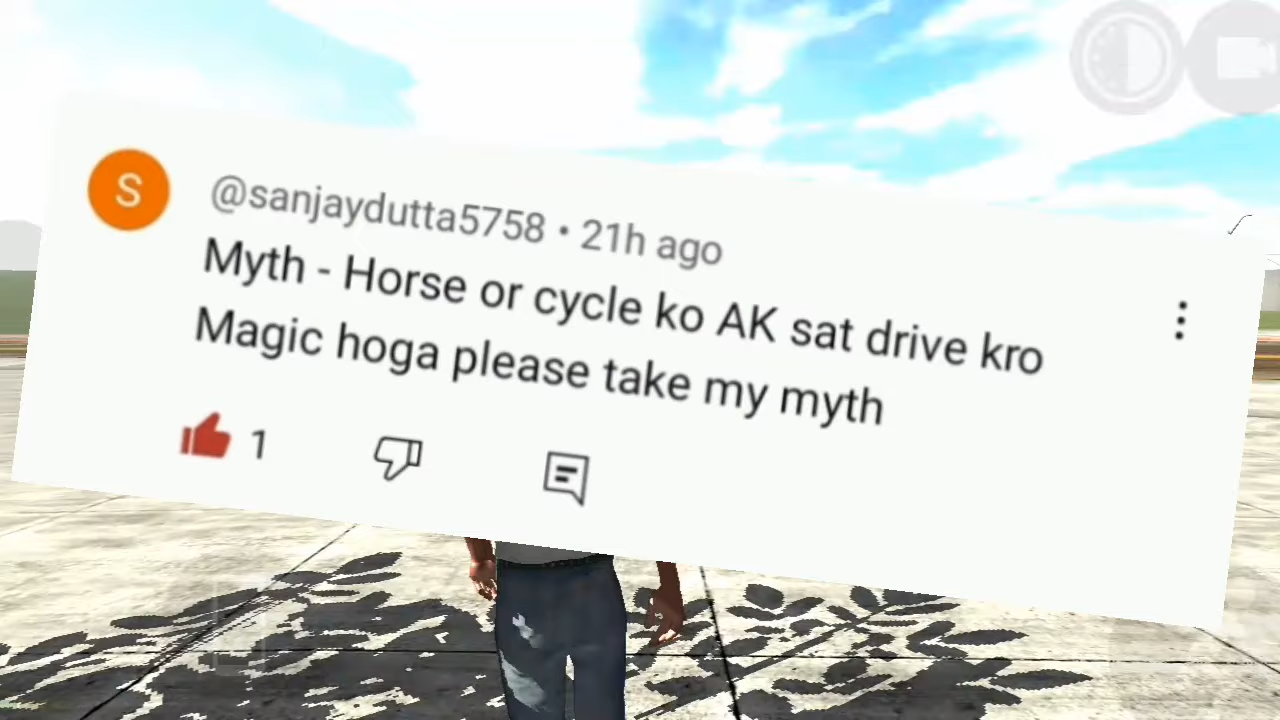 S
@sanjaydutta5758 • 21h ago
Myth - Horse or cycle ko AK sat drive kro
Magic hoga please take my myth
1